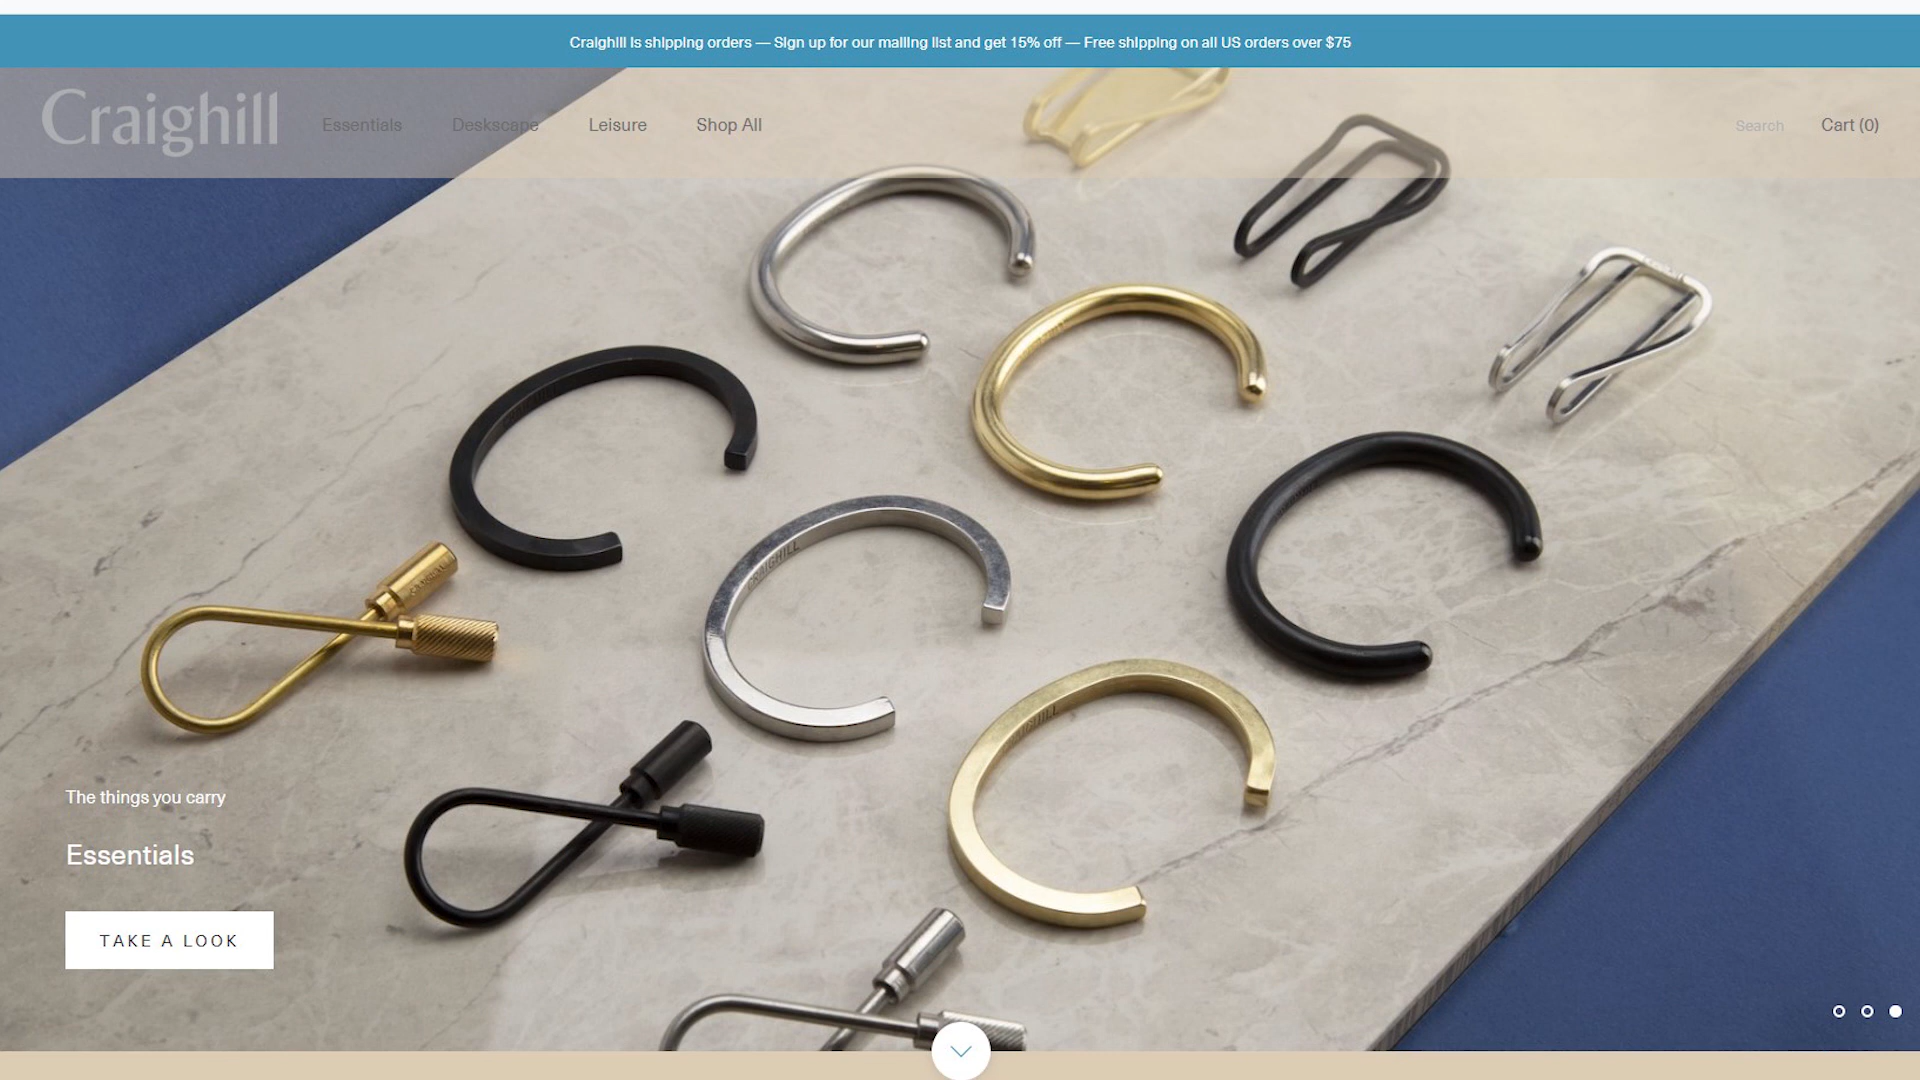 Craighill is shipping orders — Sign up for our mailing list and get 15% off — Free shipping on all US orders over $75
Craighill Essentials Deskscape Leisure Shop All Search Cart (0)
CRAIGHILL
The things you carry
Essentials
TAKE A LOOK